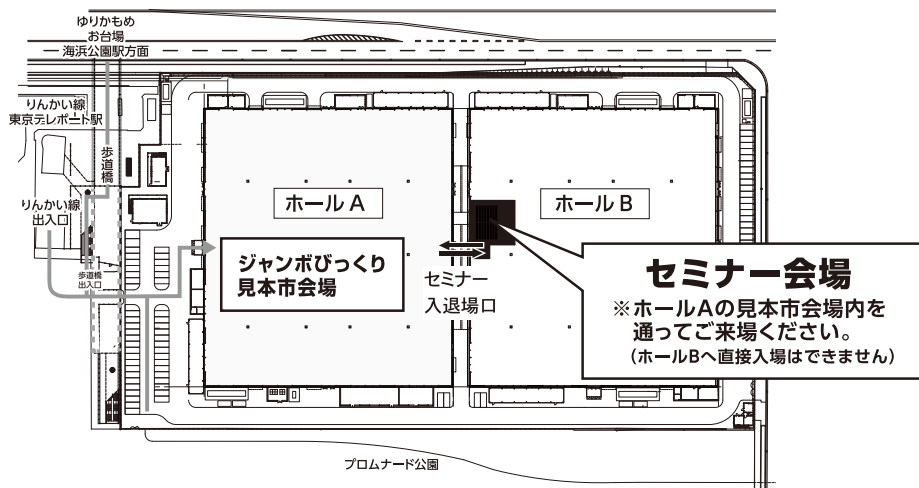 ゆりかもめ
お台場
海浜公園駅方面
りんかい線
東京テレポート駅
歩道橋
りんかい線
出入口
歩道橋
出入口
ホールA
ジャンボびっくり
見本市会場
セミナー
入退場口
ホールB
セミナー会場
※ホールAの見本市会場内を
通ってご来場ください。
(ホールBへ直接入場はできません)
プロムナード公園